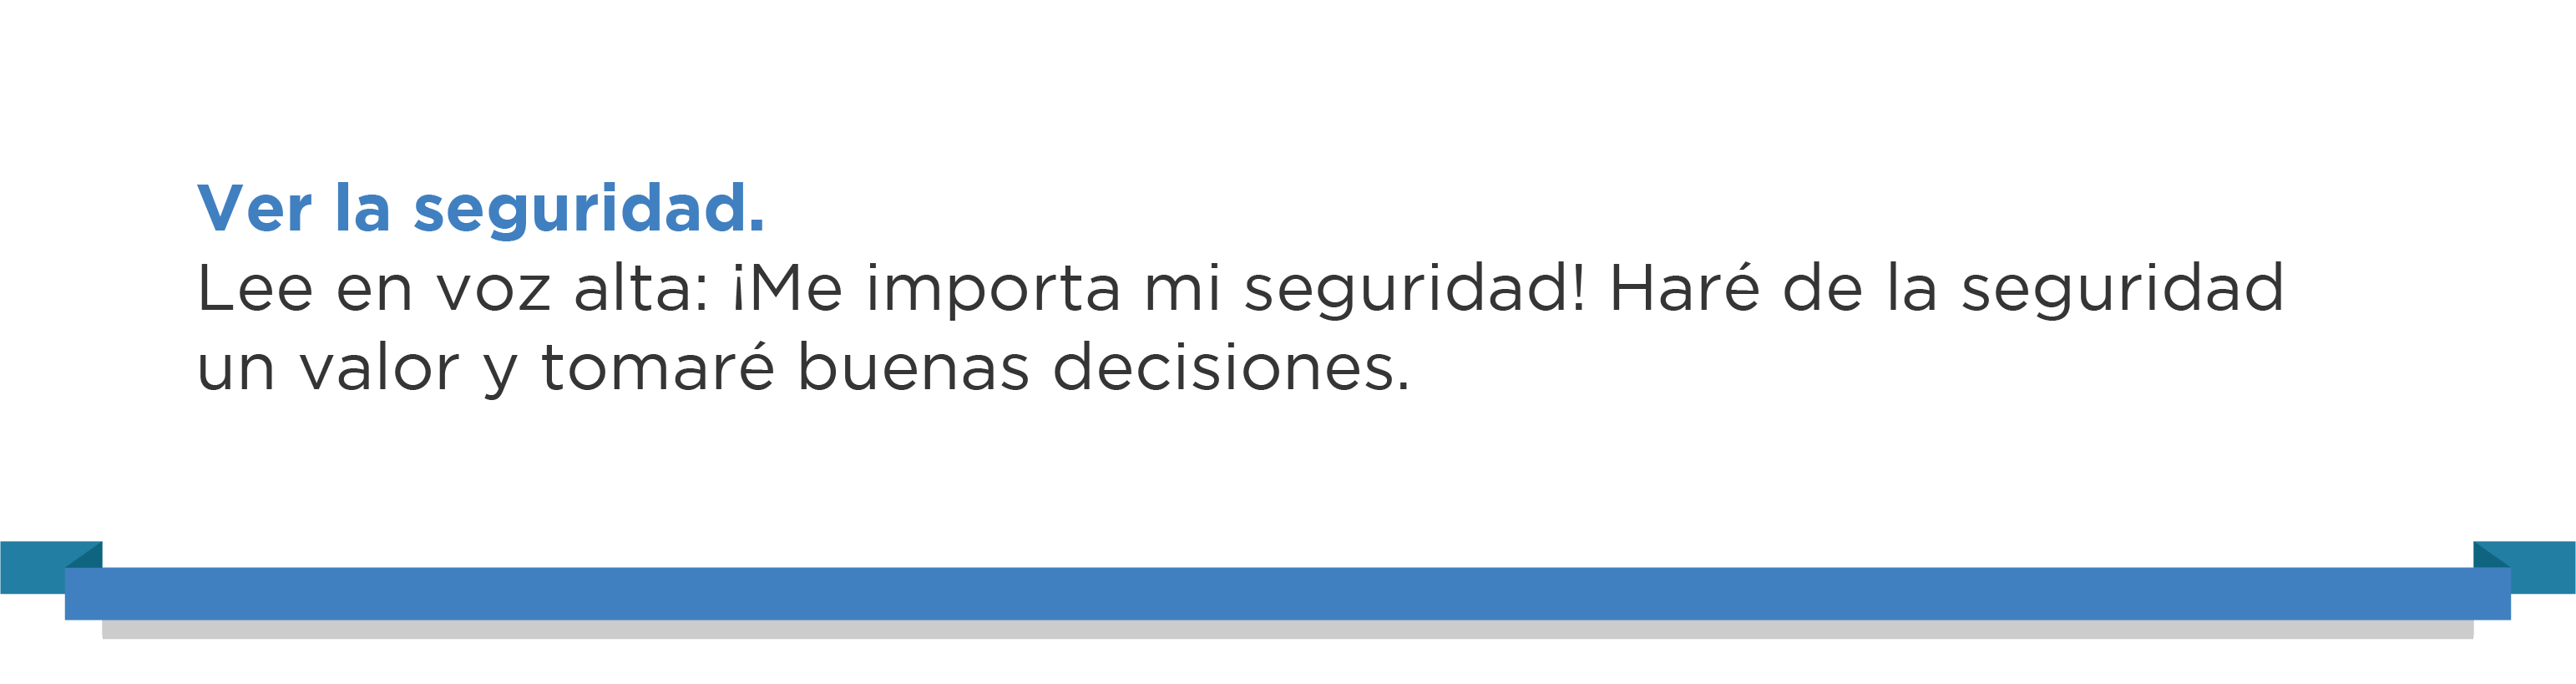 Ver la seguridad.
Lee en voz alta: ¡Me importa mi seguridad! Haré de la seguridad
un valor y tomaré buenas decisiones.